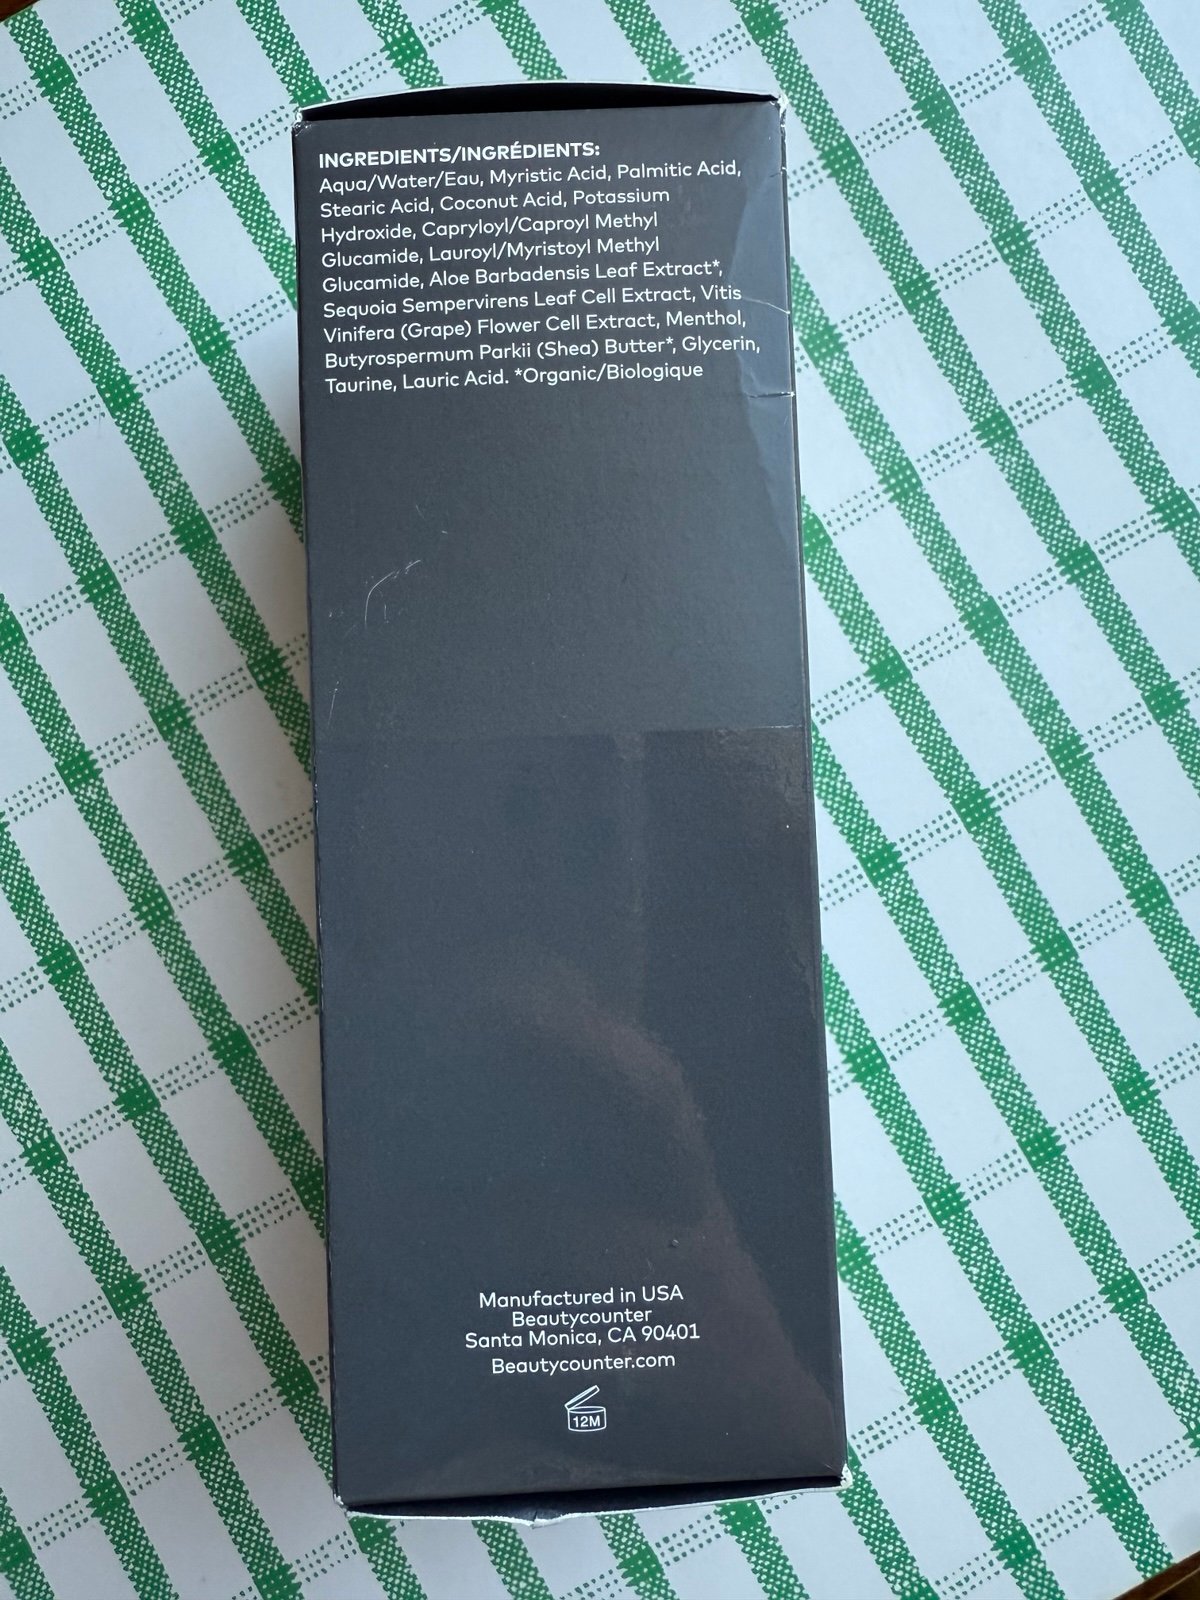 INGREDIENTS/INGRÉDIENTS:
Aqua/Water/Eau, Myristic Acid, Palmitic Acid,
Stearic Acid, Coconut Acid, Potassium
Hydroxide, Capryloyl/Caproyl Methyl
Glucamide, Lauroyl/Myristoyl Methyl
Glucamide, Aloe Barbadensis Leaf Extract*,
Sequoia Sempervirens Leaf Cell Extract, Vitis
Vinifera (Grape) Flower Cell Extract, Menthol,
Butyrospermum Parkii (Shea) Butter*, Glycerin,
Taurine, Lauric Acid. *Organic/Biologique
Manufactured in USA
Beautycounter
Santa Monica, CA 90401
Beautycounter.com
12M